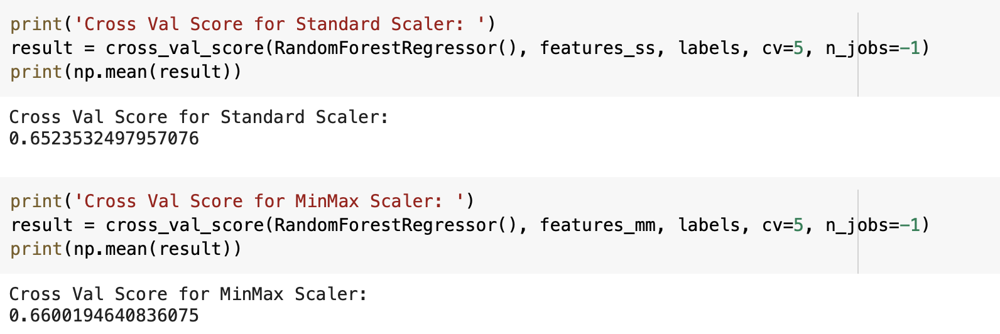 print('Cross Val Score for Standard Scaler: ')
result = cross_val_score(RandomForestRegressor(), features_ss, labels, cv=5, n_jobs=-1)
print(np.mean(result))
Cross Val Score for Standard Scaler:
0.6523532497957076
print('Cross Val Score for MinMax Scaler: ')
result = cross_val_score(RandomForestRegressor(), features_mm, labels, cv=5, n_jobs=-1)
print(np.mean(result))
Cross Val Score for MinMax Scaler:
0.6600194640836075